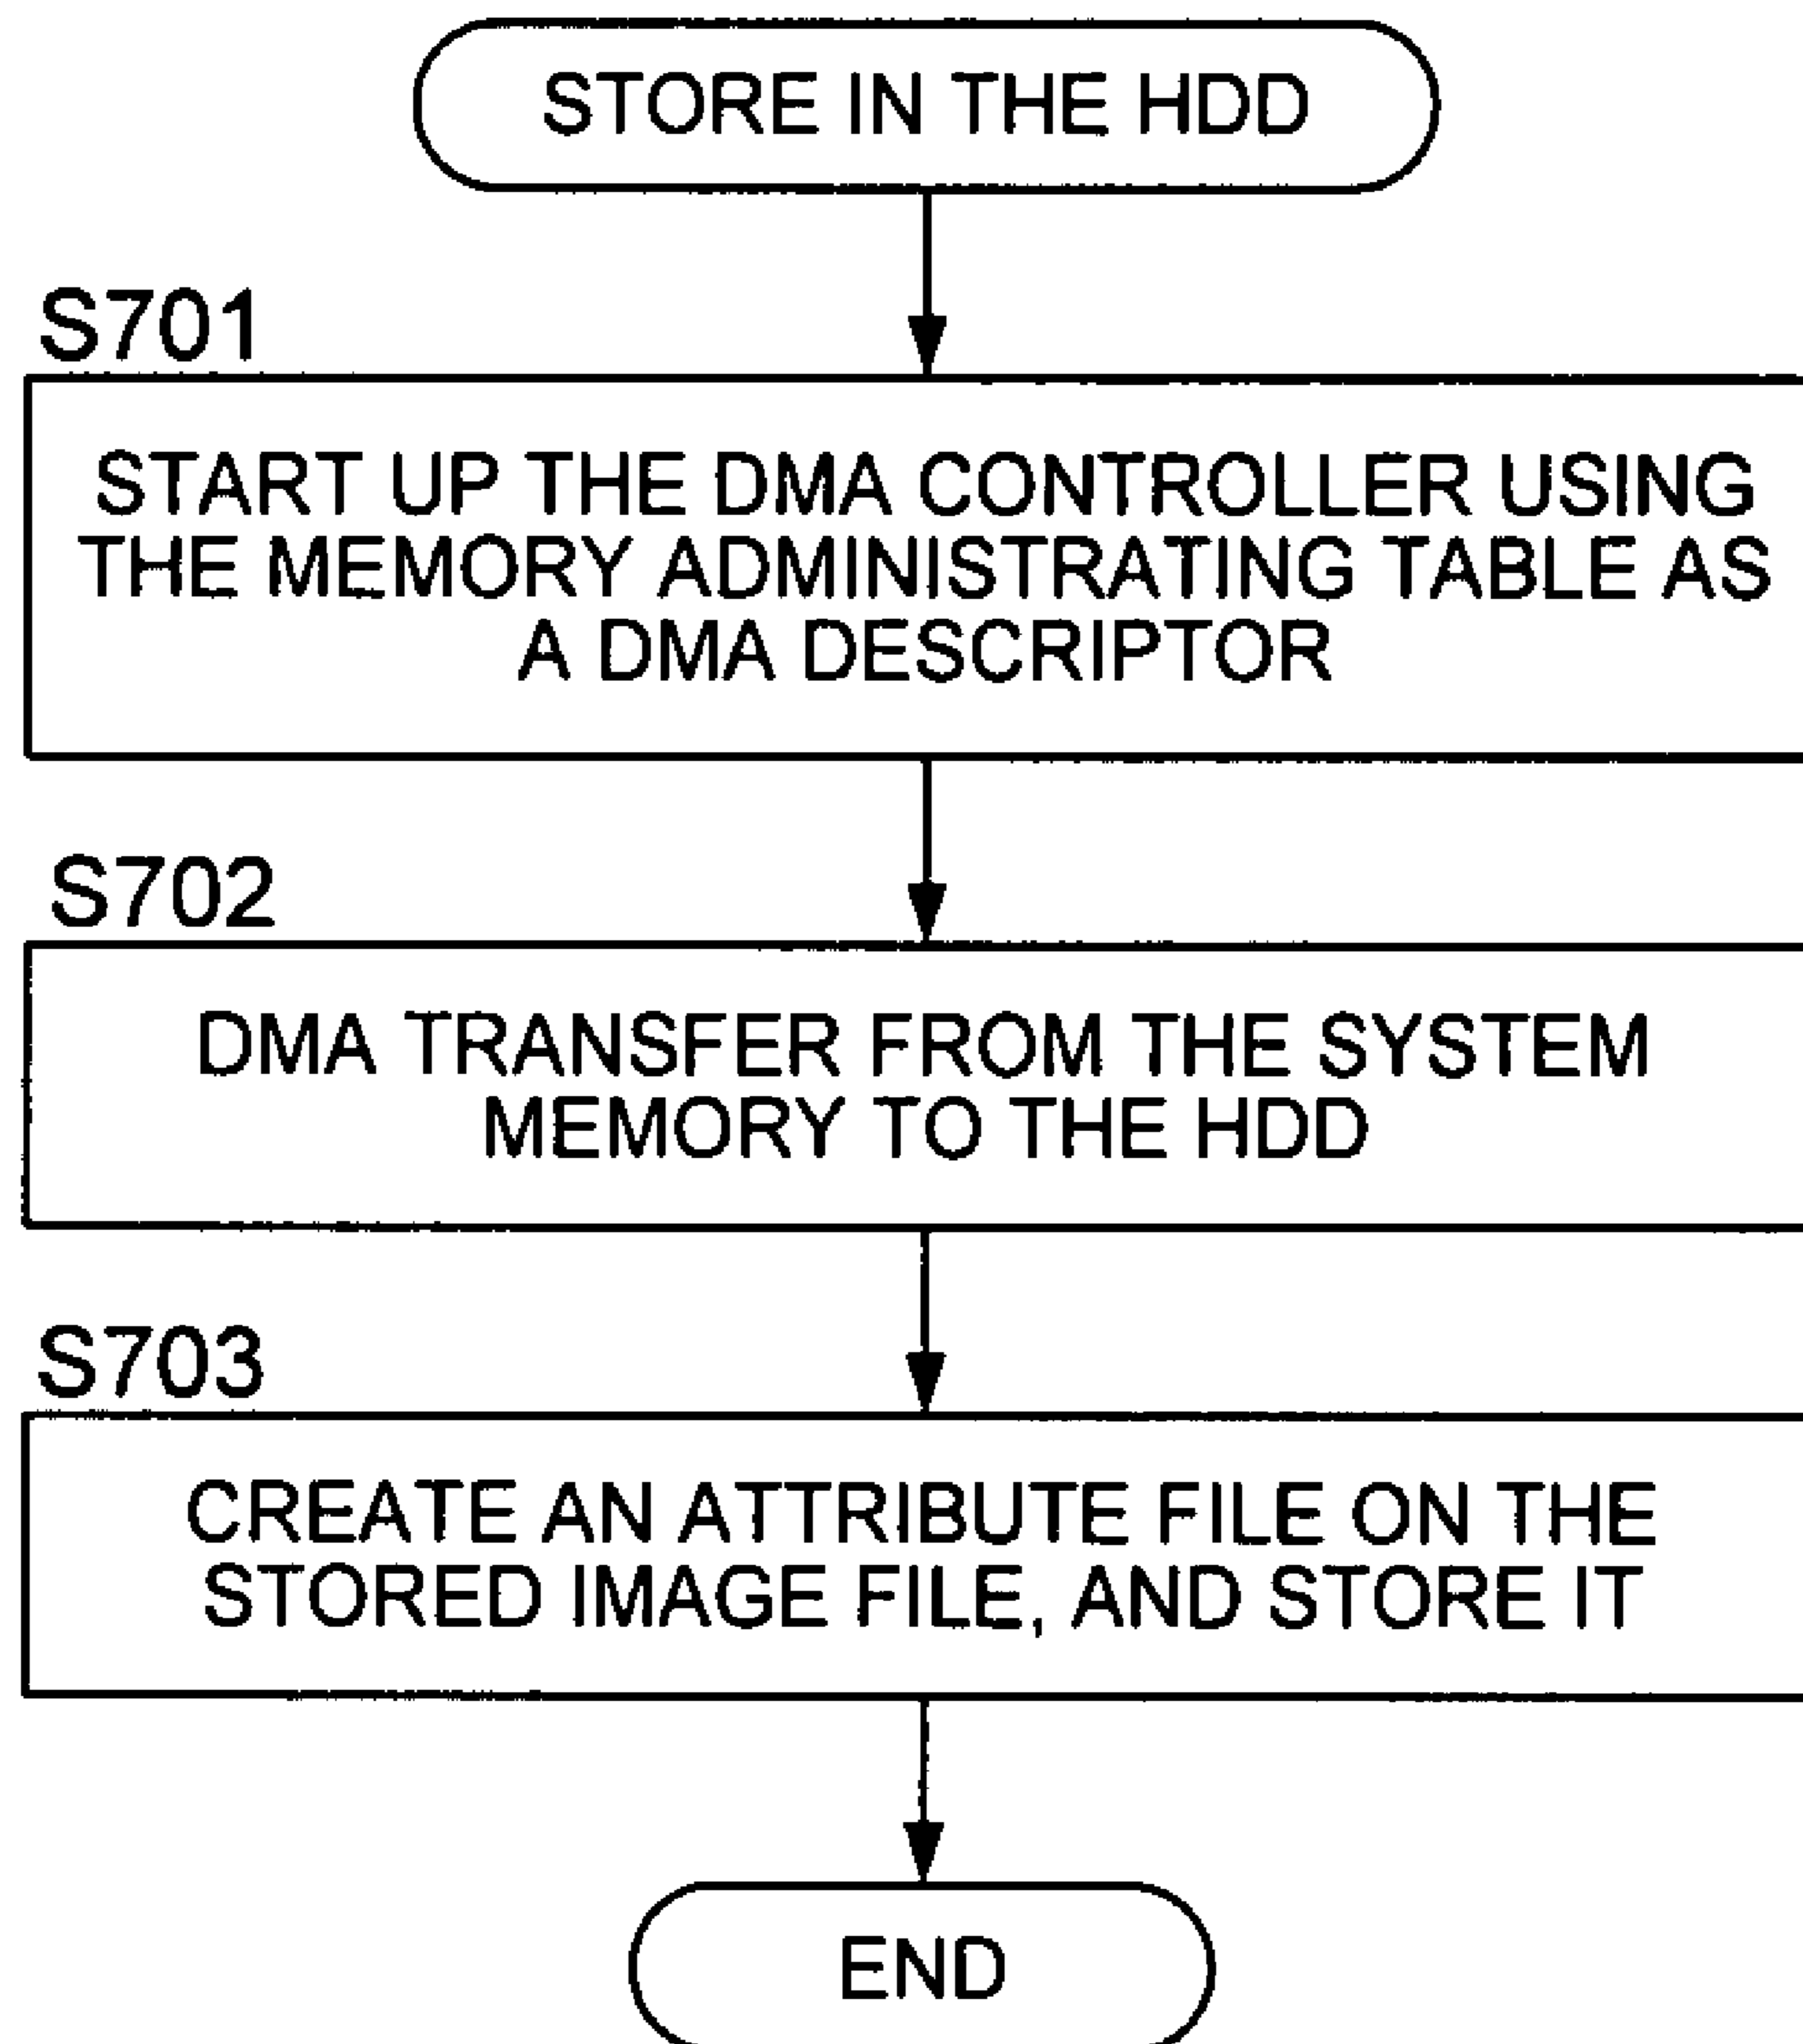 STORE IN THE HDD
S701
START UP THE DMA CONTROLLER USING
THE MEMORY ADMINISTRATING TABLE AS
A DMA DESCRIPTOR
S702
DMA TRANSFER FROM THE SYSTEM
MEMORY TO THE HDD
S703
CREATE AN ATTRIBUTE FILE ON THE
STORED IMAGE FILE, AND STORE IT
END